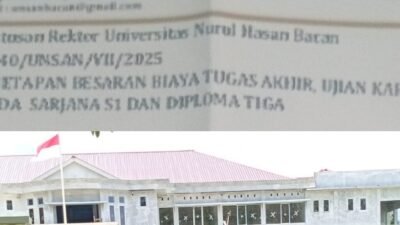 : unsanbacan@gmail.com
tusan Rektor Universitas Nurul Hasan Bacan
40/UNSAN/VII/2025
ETAPAN BESARAN BIAYA TUGAS AKHIR, UJIAN KAR
DA SARJANA S1 DAN DIPLOMA TIGA